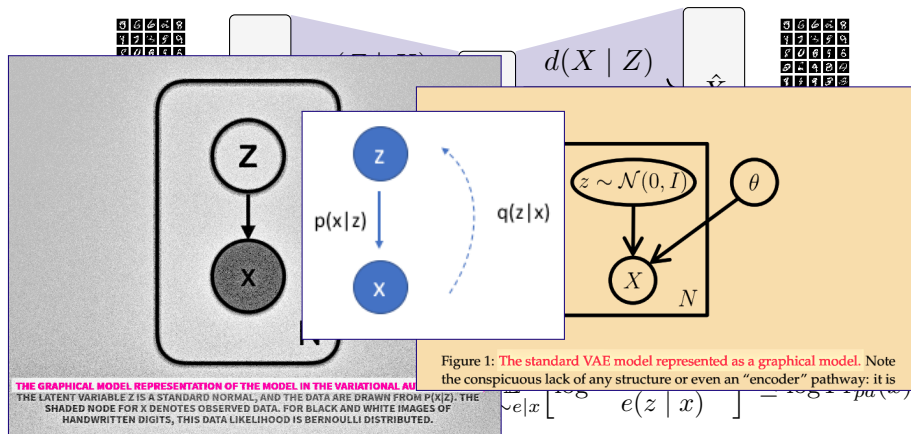 d(X | Z)
Z
X
z
p(x|z)
q(z|x)
x
z ∼ 𝒩(0, I)
θ
X
N
THE GRAPHICAL MODEL REPRESENTATION OF THE MODEL IN THE VARIATIONAL
THE LATENT VARIABLE Z IS A STANDARD NORMAL, AND THE DATA ARE DRAWN FROM P(X|Z). THE
SHADED NODE FOR X DENOTES OBSERVED DATA. FOR BLACK AND WHITE IMAGES OF
HANDWRITTEN DIGITS, THIS DATA LIKELIHOOD IS BERNOULLI DISTRIBUTED.
Figure 1: The standard VAE model represented as a graphical model. Note
the conspicuous lack of any structure or even an “encoder” pathway: it is
e(z | x)